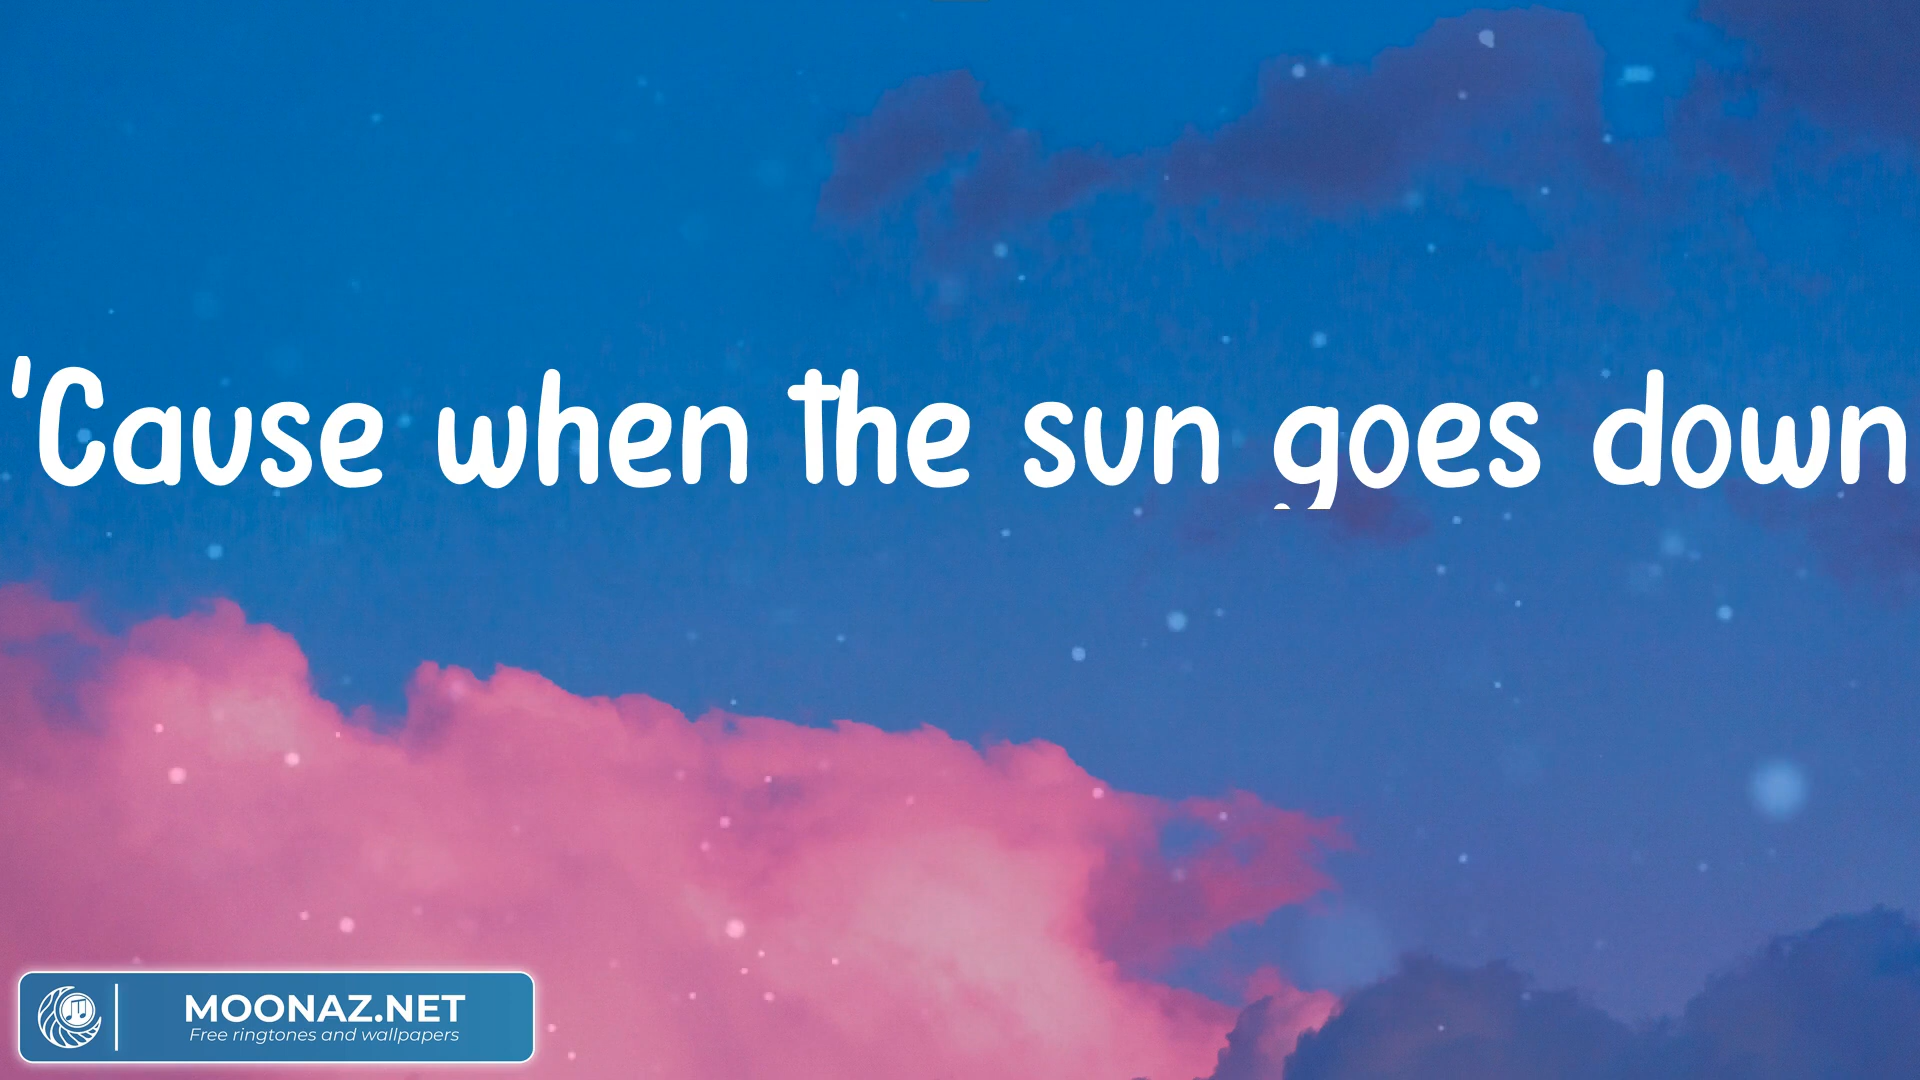 'Cause when the sun goes down
MOONAZ.NET
Free ringtones and wallpapers